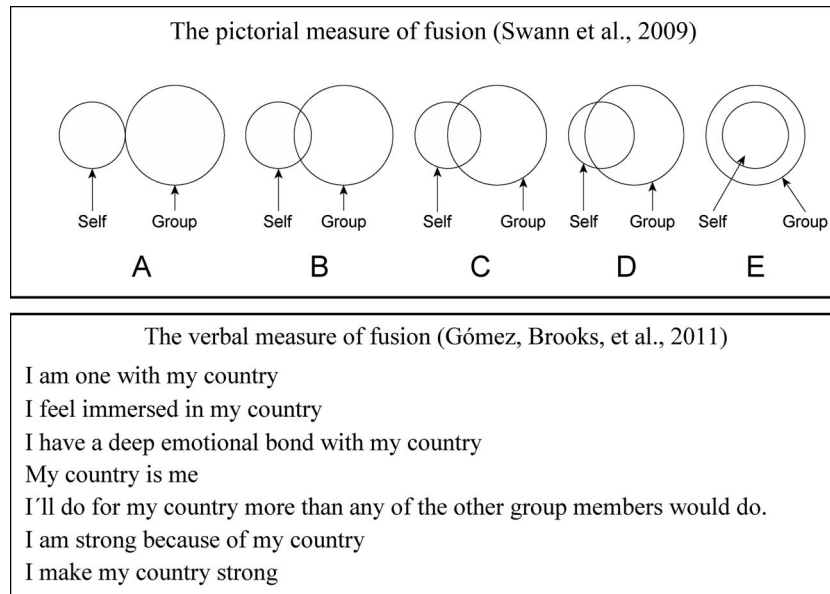 The pictorial measure of fusion (Swann et al., 2009)
Self Group Self Group Self Group Self Group Self Group
A B C D E
The verbal measure of fusion (Gómez, Brooks, et al., 2011)
I am one with my country
I feel immersed in my country
I have a deep emotional bond with my country
My country is me
I´ll do for my country more than any of the other group members would do.
I am strong because of my country
I make my country strong